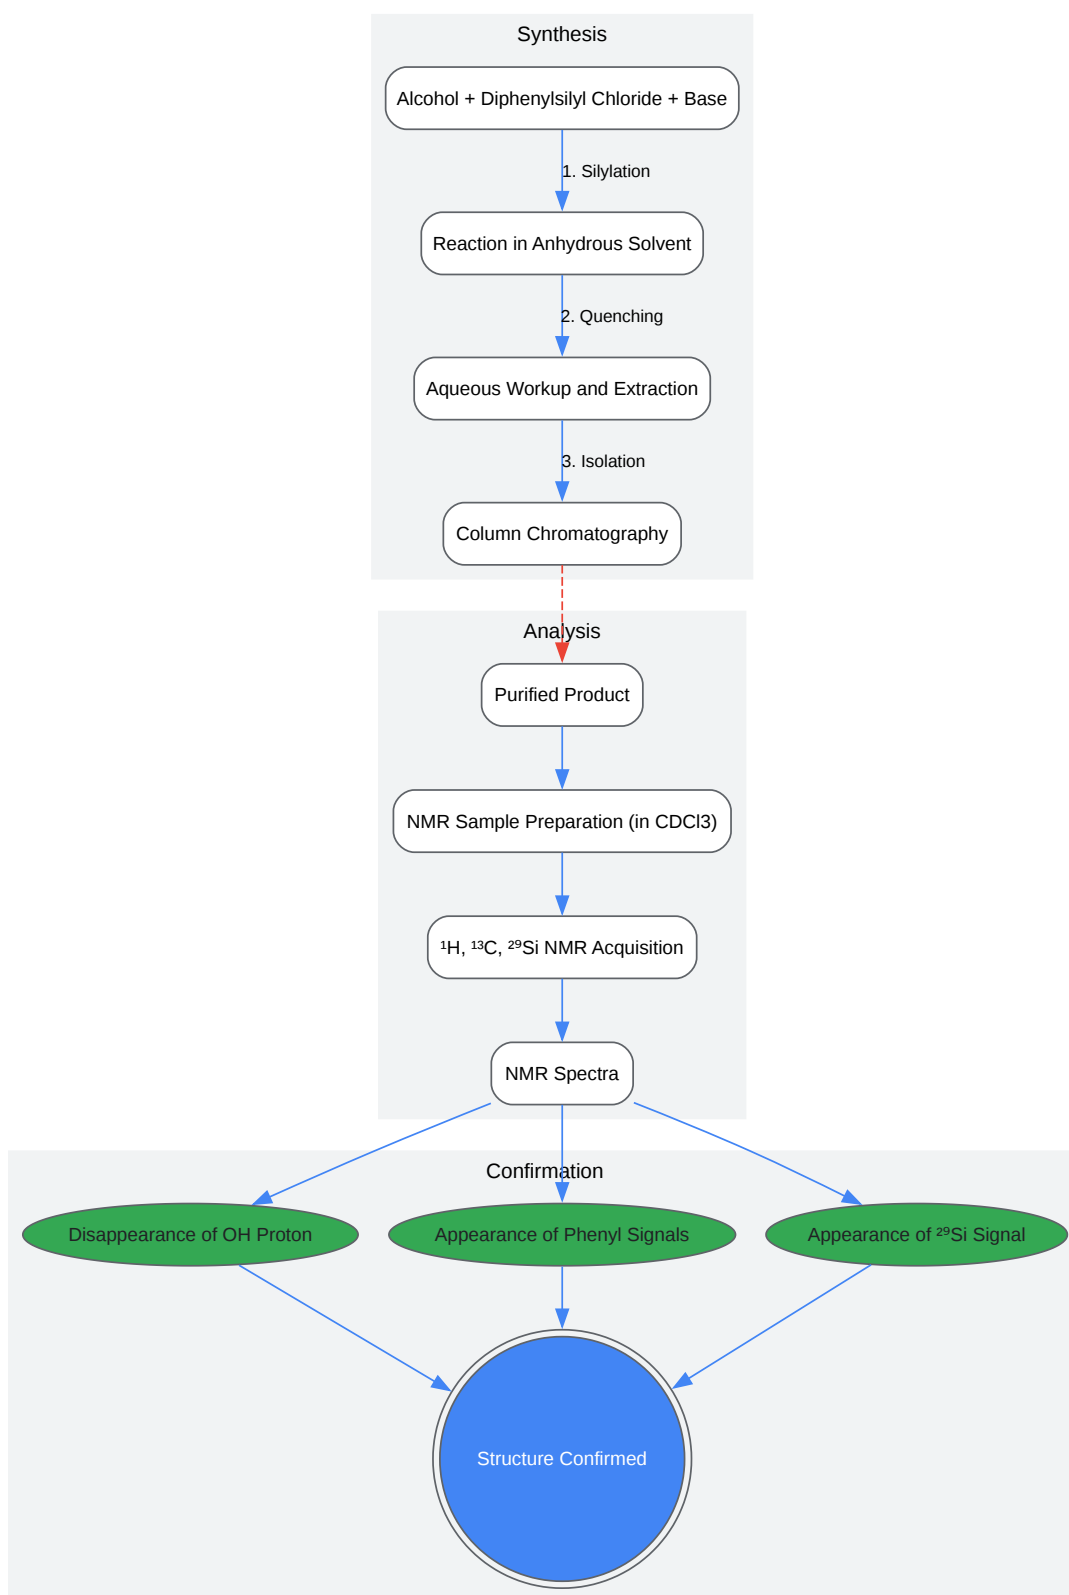 Synthesis
Alcohol + Diphenylsilyl Chloride + Base
1. Silylation
Reaction in Anhydrous Solvent
2. Quenching
Aqueous Workup and Extraction
3. Isolation
Column Chromatography
Analysis
Purified Product
NMR Sample Preparation (in CDCl3)
¹H, ¹³C, ²⁹Si NMR Acquisition
NMR Spectra
Confirmation
Disappearance of OH Proton
Appearance of Phenyl Signals
Appearance of ²⁹Si Signal
Structure Confirmed